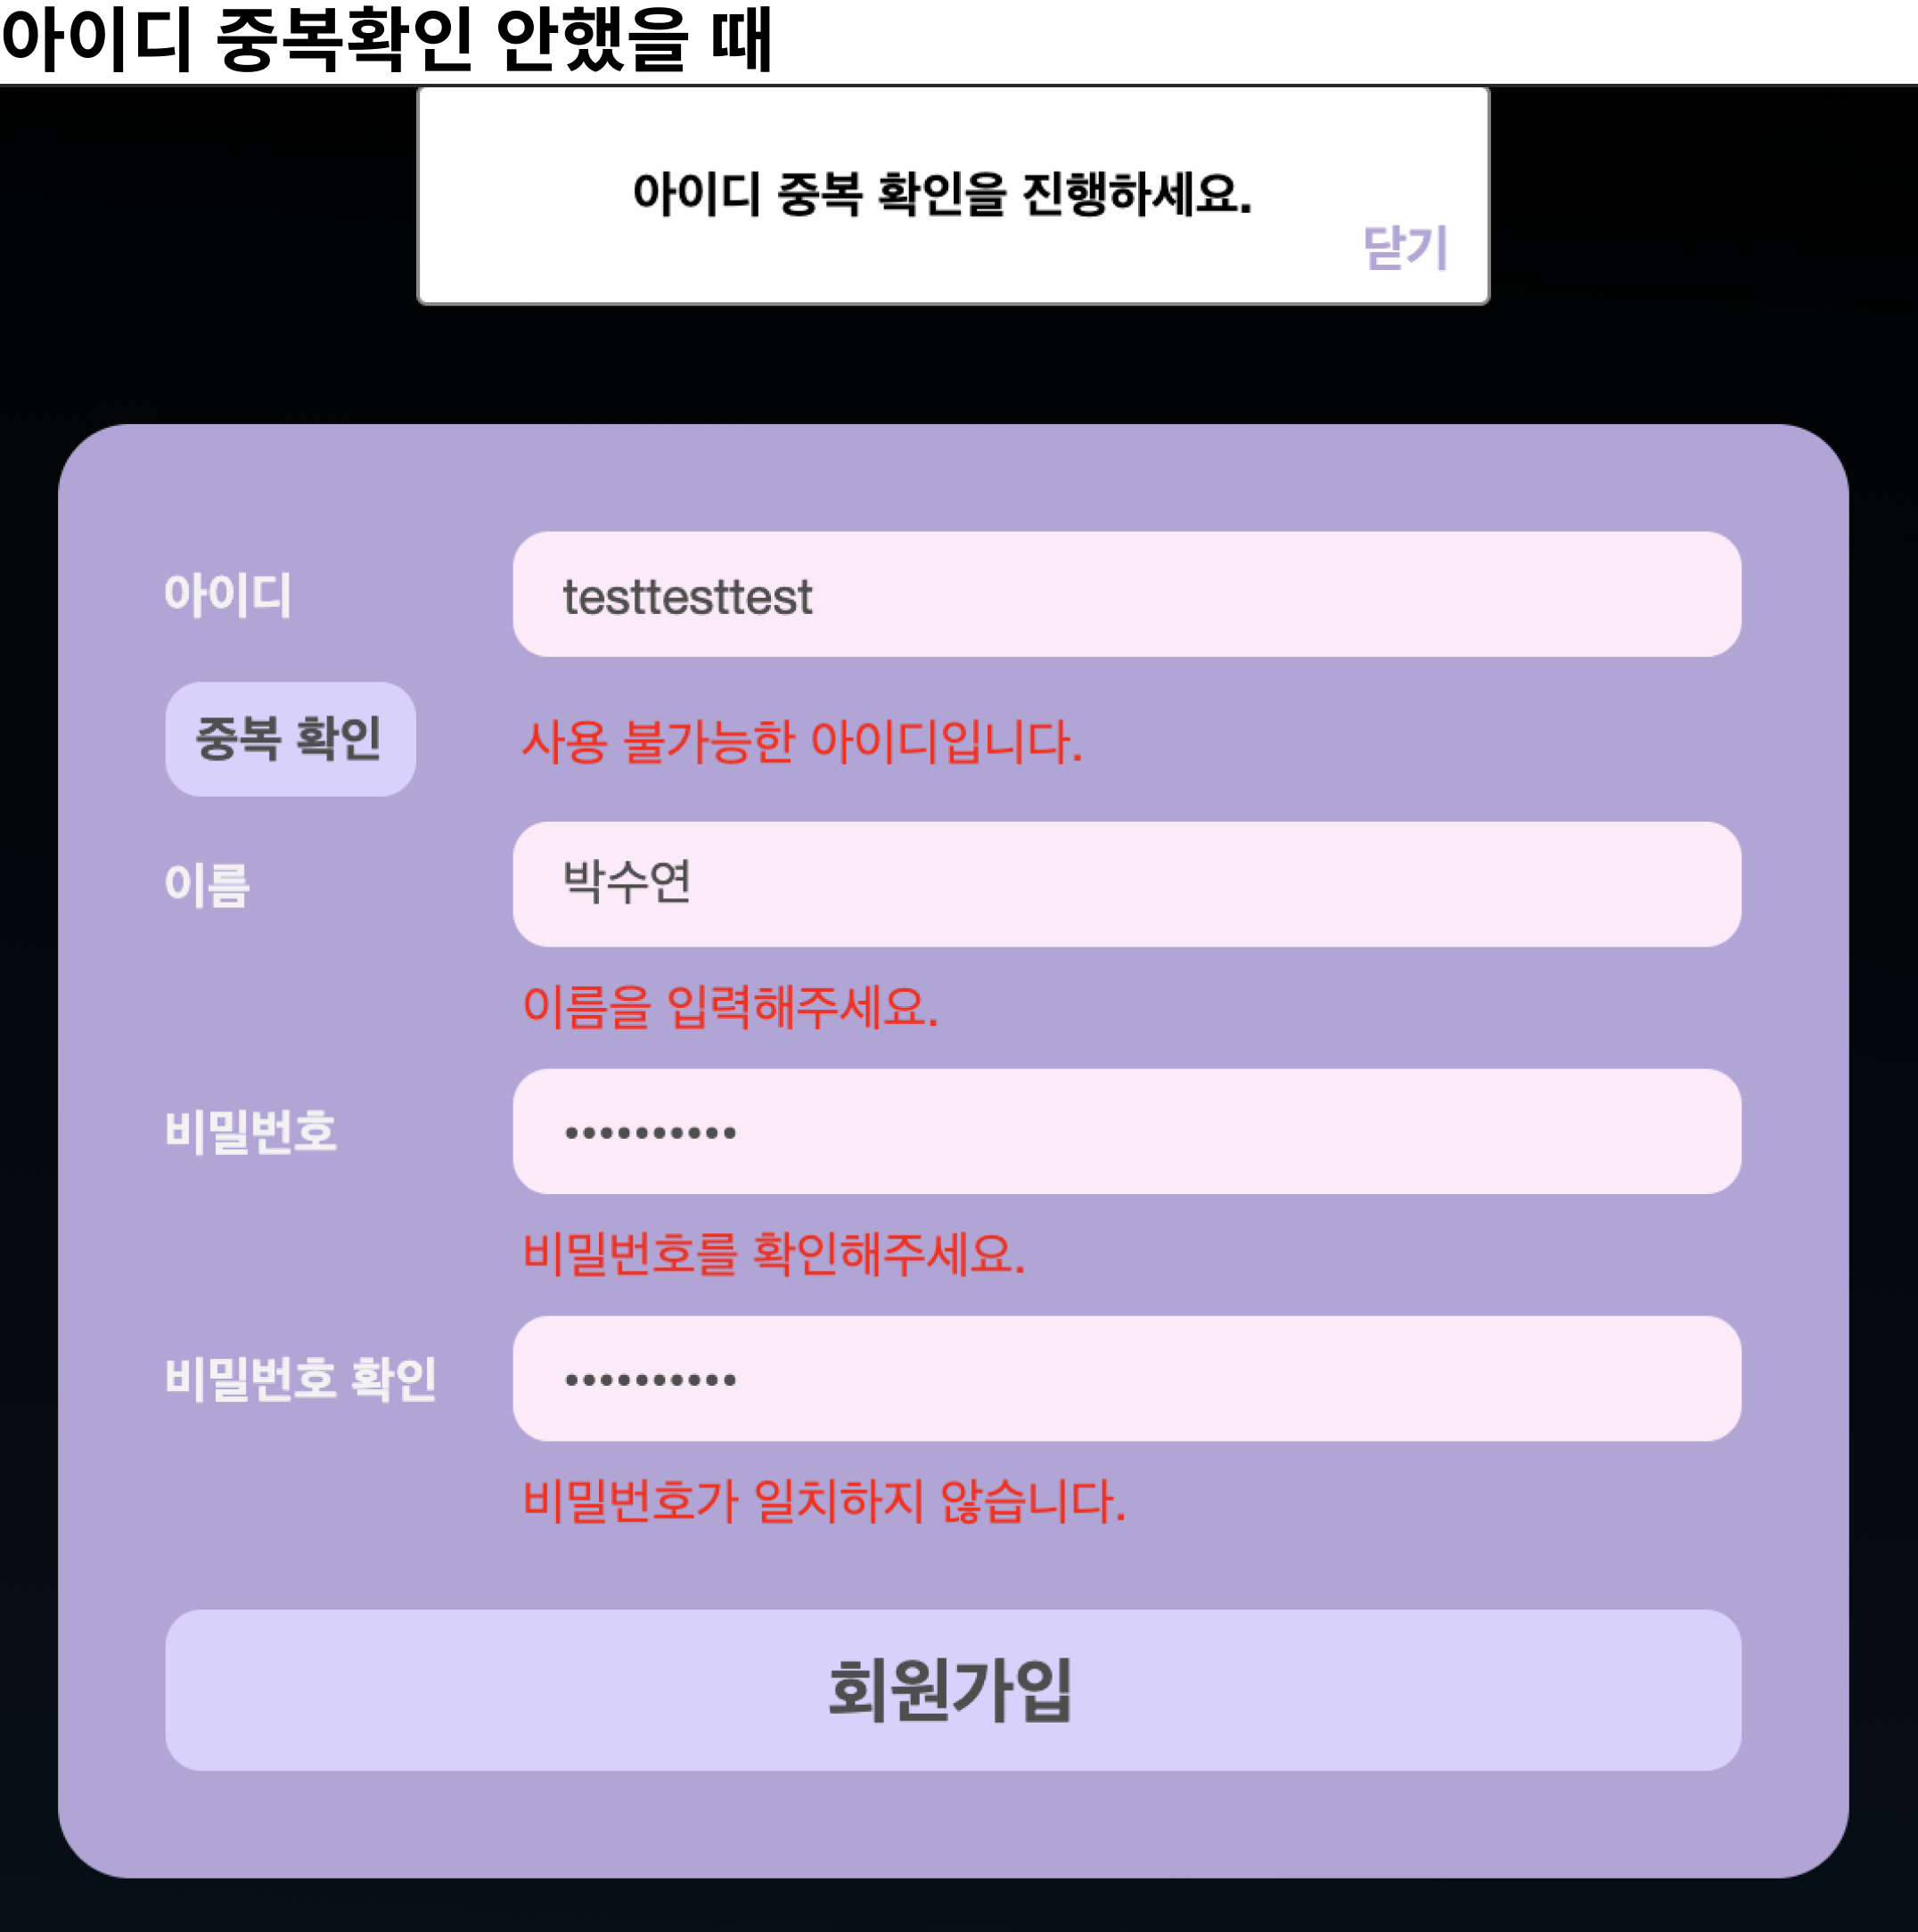 아이디 중복확인 안했을 때
아이디 중복 확인을 진행하세요.
닫기
아이디
testtesttest
중복 확인
사용 불가능한 아이디입니다.
이름
박수연
이름을 입력해주세요.
비밀번호
••••••••••
비밀번호를 확인해주세요.
비밀번호 확인
••••••••••
비밀번호가 일치하지 않습니다.
회원가입